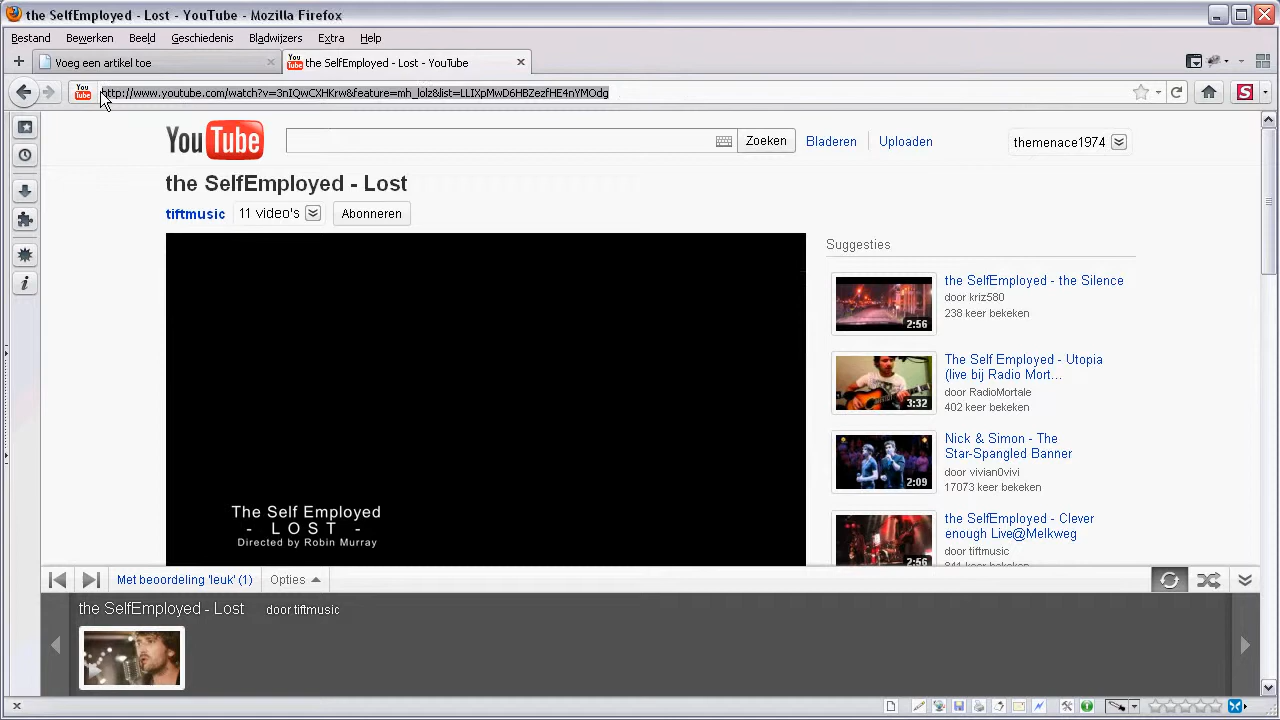 the SelfEmployed - Lost - YouTube - Mozilla Firefox
Bestand Bewerken Beeld Geschiedenis Bladwijzers Extra Help
Voeg een artikel toe
the SelfEmployed - Lost - YouTube
http://www.youtube.com/watch?v=3nIQwCXHKrw&feature=mh_lolz&list=LLIXpMwD6HBZezfHE4nYMOdg
YouTube
Zoeken
Bladeren
Uploaden
themenace1974
the SelfEmployed - Lost
tiftmusic
11 video's
Abonneren
The Self Employed
- L O S T -
Directed by Robin Murray
Suggesties
2:56
the SelfEmployed - the Silence
door kriz580
238 keer bekeken
3:32
The Self Employed - Utopia
(live bij Radio Mort...
door RadioMortale
402 keer bekeken
2:09
Nick & Simon - The
Star-Spangled Banner
door vivian0vivi
17073 keer bekeken
2:56
the SelfEmployed - Clever
enough Live@Melkweg
door tiftmusic
keer bekeken
Met beoordeling 'leuk' (1)
Opties
the SelfEmployed - Lost
door tiftmusic